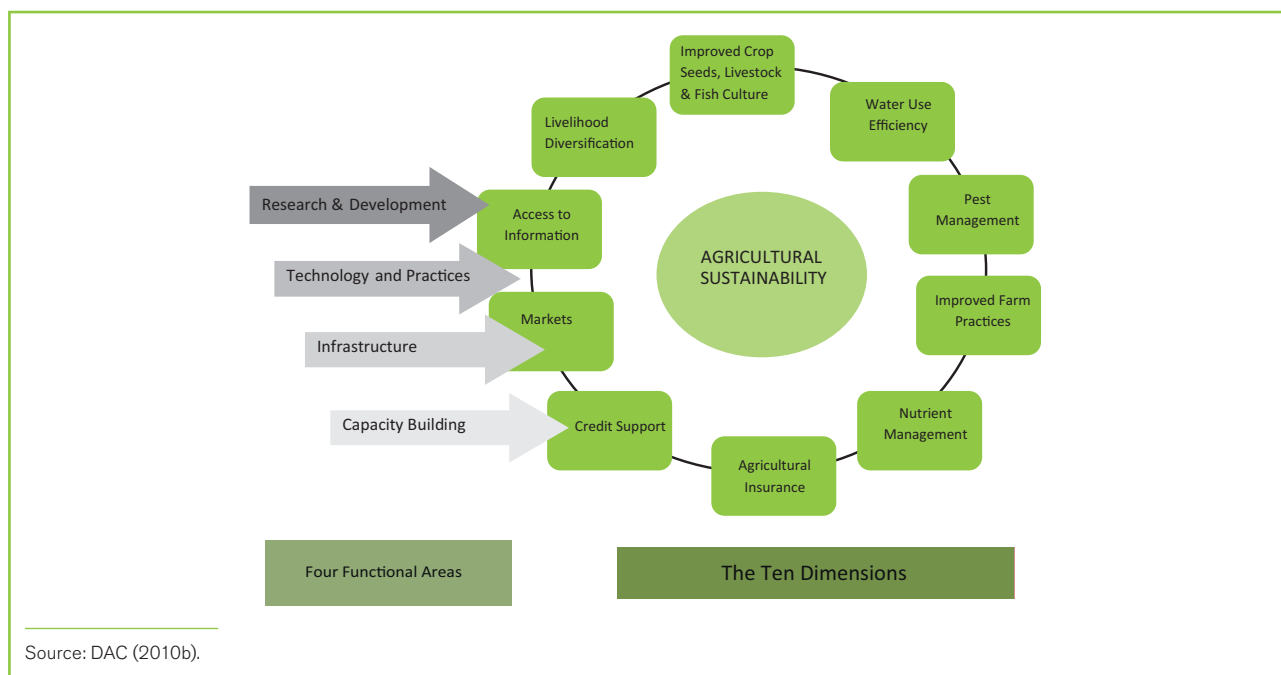 Improved Crop
Seeds, Livestock
& Fish Culture
Water Use
Efficiency
Livelihood
Diversification
Pest
Management
Research & Development
Access to
Information
AGRICULTURAL
SUSTAINABILITY
Technology and Practices
Improved Farm
Practices
Markets
Infrastructure
Capacity Building
Credit Support
Nutrient
Management
Agricultural
Insurance
Four Functional Areas
The Ten Dimensions
Source: DAC (2010b).